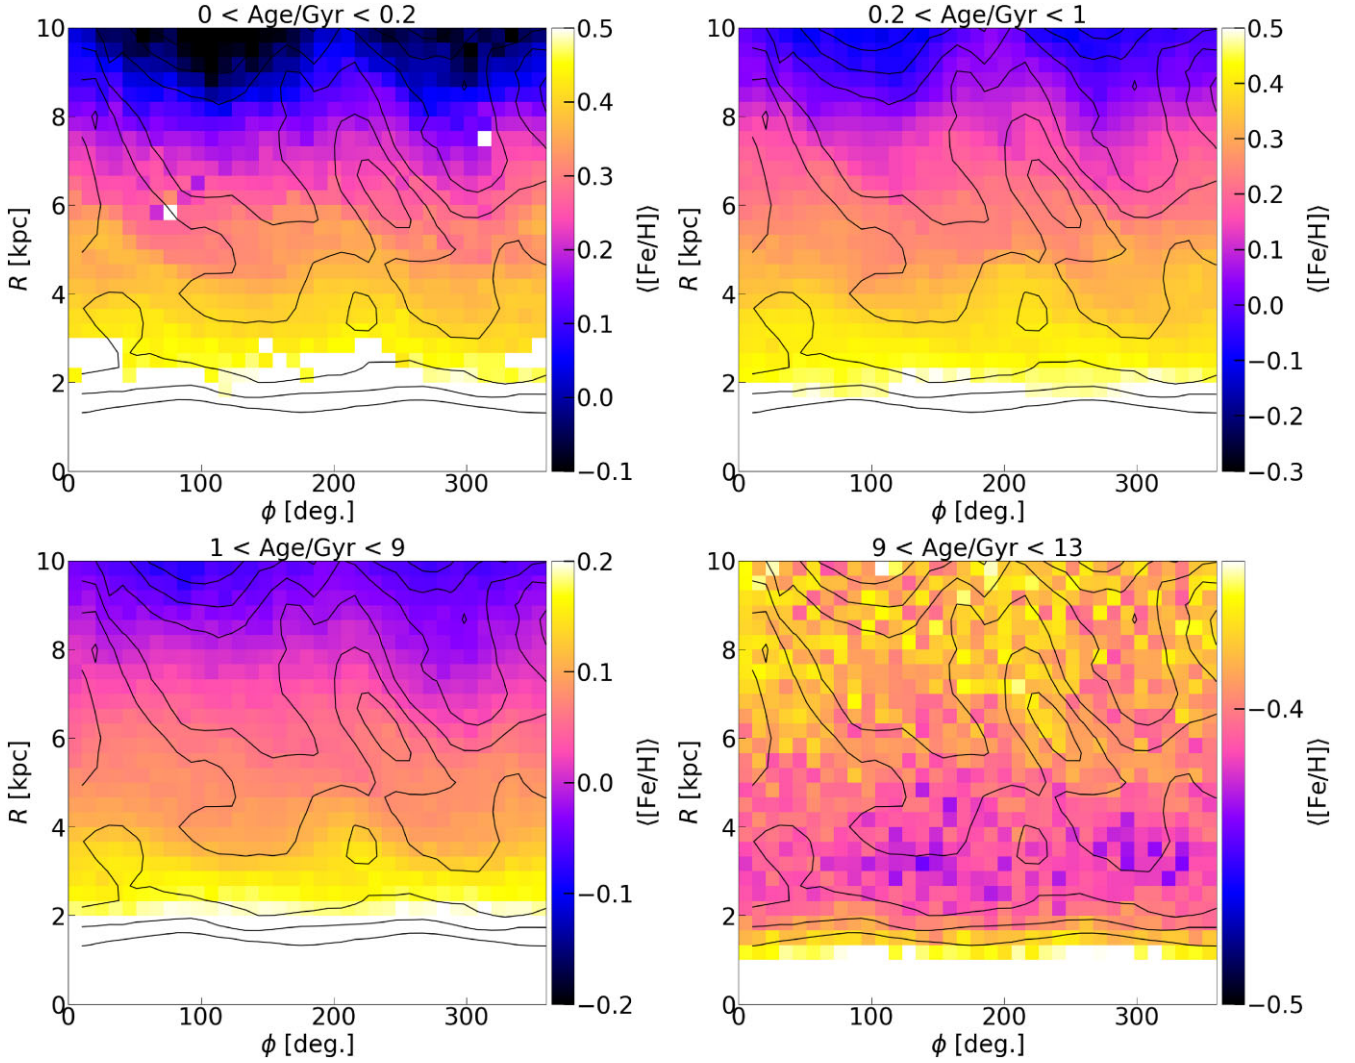 0 < Age/Gyr < 0.2
10
8
6
4
2
0
R [kpc]
0 100 200 300
ϕ [deg.]
0.5
0.4
0.3
0.2
0.1
0.0
−0.1
⟨[Fe/H]⟩
0.2 < Age/Gyr < 1
10
8
6
4
2
0
R [kpc]
0 100 200 300
ϕ [deg.]
0.5
0.4
0.3
0.2
0.1
0.0
−0.1
−0.2
−0.3
⟨[Fe/H]⟩
1 < Age/Gyr < 9
10
8
6
4
2
0
R [kpc]
0 100 200 300
ϕ [deg.]
0.2
0.1
0.0
−0.1
−0.2
⟨[Fe/H]⟩
9 < Age/Gyr < 13
10
8
6
4
2
0
R [kpc]
0 100 200 300
ϕ [deg.]
−0.4
−0.5
⟨[Fe/H]⟩